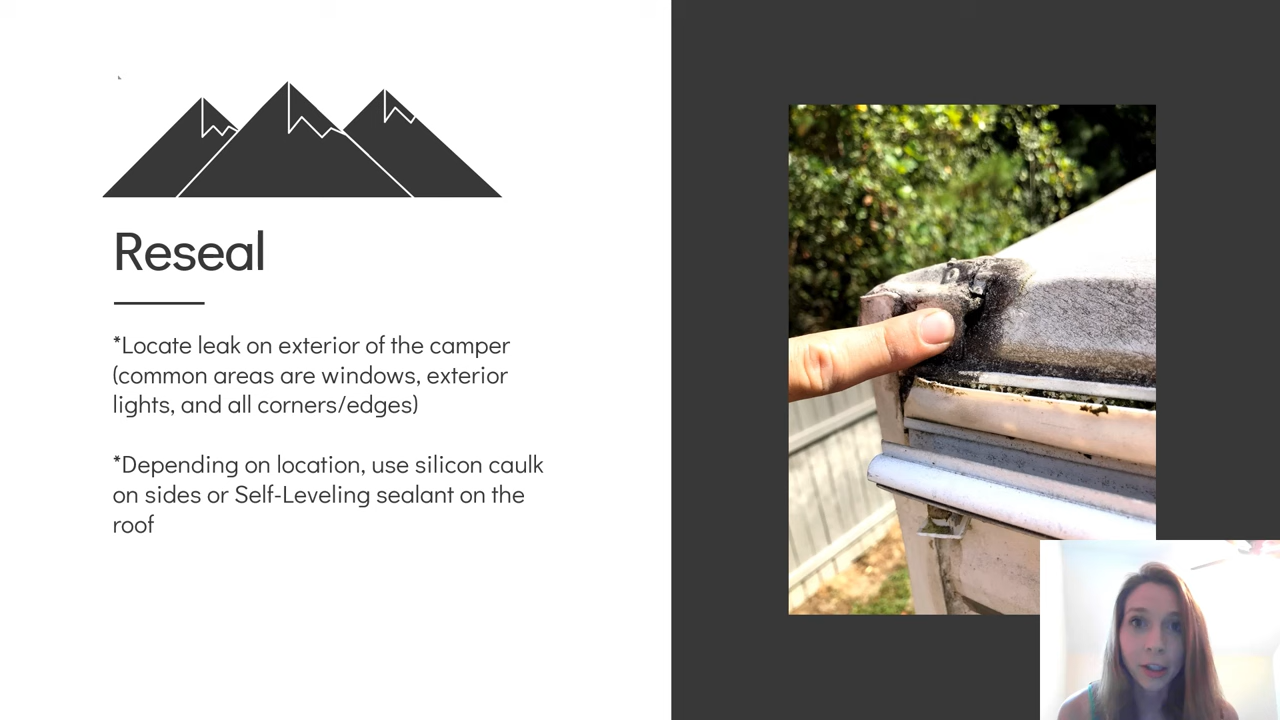 Reseal
*Locate leak on exterior of the camper
(common areas are windows, exterior
lights, and all corners/edges)
*Depending on location, use silicon caulk
on sides or Self-Leveling sealant on the
roof